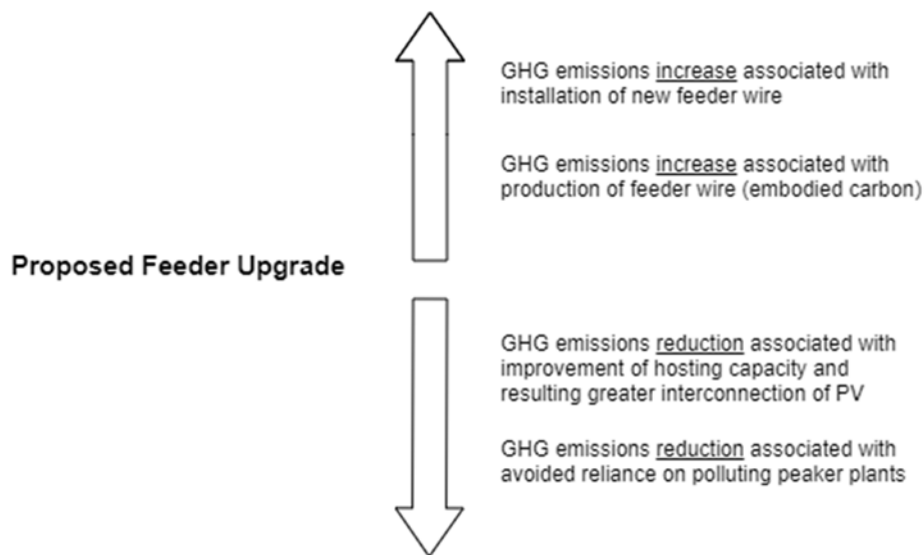 GHG emissions increase associated with
installation of new feeder wire
GHG emissions increase associated with
production of feeder wire (embodied carbon)
Proposed Feeder Upgrade
GHG emissions reduction associated with
improvement of hosting capacity and
resulting greater interconnection of PV
GHG emissions reduction associated with
avoided reliance on polluting peaker plants